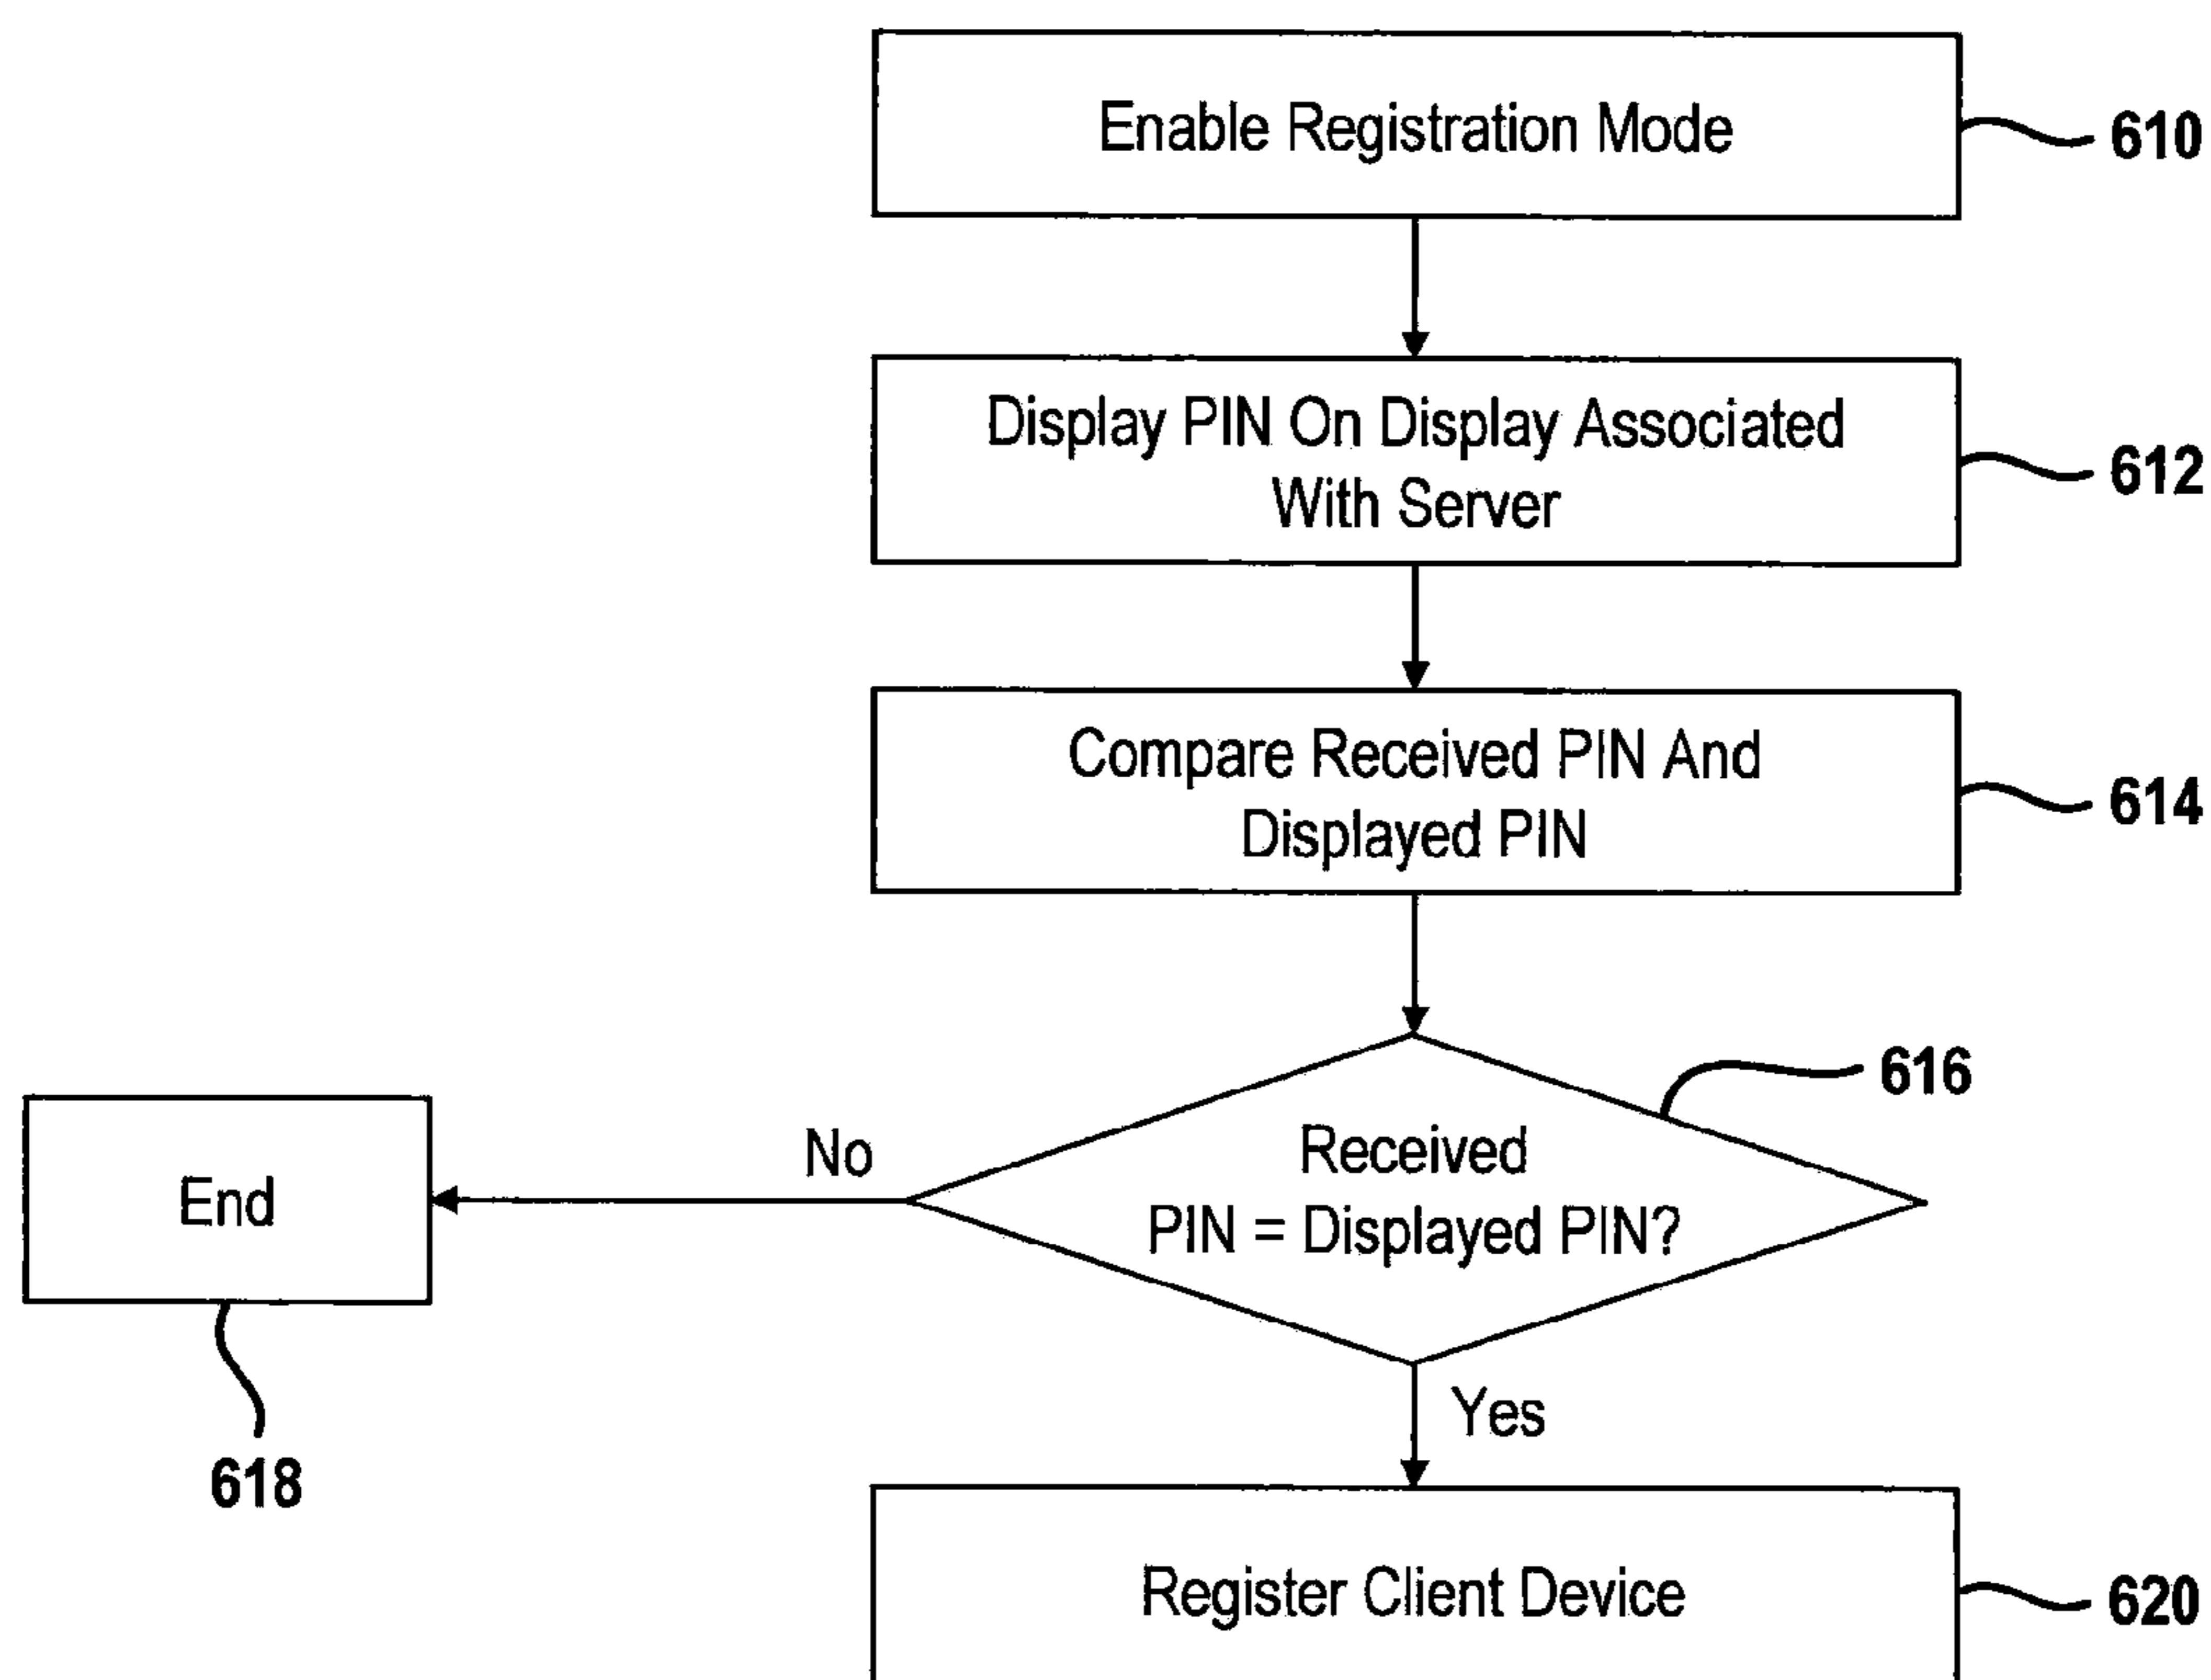 Enable Registration Mode
610
Display PIN On Display Associated
With Server
612
Compare Received PIN And
Displayed PIN
614
616
Received
PIN = Displayed PIN?
No
End
618
Yes
Register Client Device
620